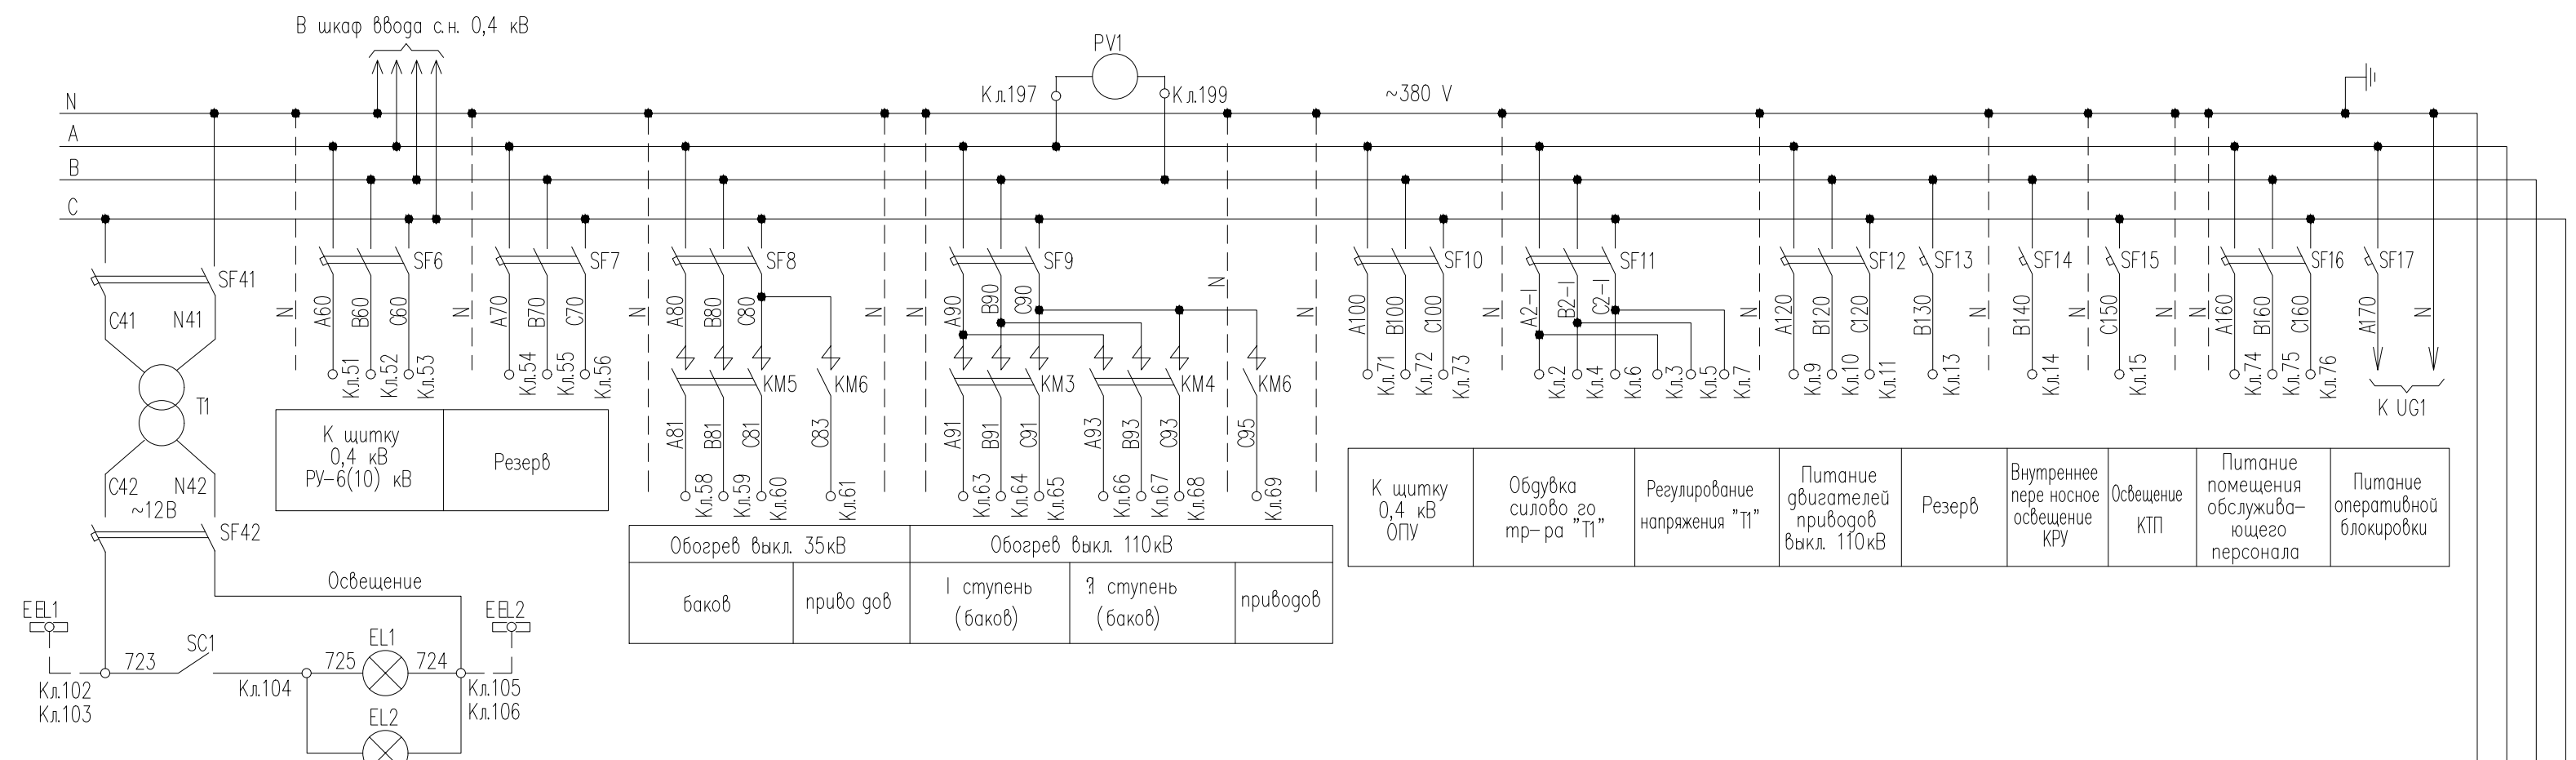 В шкаф ввода с.н. 0,4 кВ
PV1
Кл.197
Кл.199
~380 V
N
A
B
C
SF41
SF6
SF7
SF8
SF9
SF10
SF11
SF12
SF13
SF14
SF15
SF16
SF17
C41
N41
N
A60
B60
C60
N
A70
B70
C70
N
A80
B80
C80
N
A90
B90
C90
N
N
A100
B100
C100
N
A2-I
B2-I
C2-I
N
A120
B120
C120
B130
N
B140
N
C150
N
N
A160
B160
C160
A170
N
T1
Кл.51
Кл.52
Кл.53
Кл.54
Кл.55
Кл.56
KM5
KM6
KM3
KM4
KM6
Кл.71
Кл.72
Кл.73
Кл.2
Кл.4
Кл.6
Кл.3
Кл.5
Кл.7
Кл.9
Кл.10
Кл.11
Кл.13
Кл.14
Кл.15
Кл.74
Кл.75
Кл.76
К UG1
A81
B81
C81
C83
A91
B91
C91
A93
B93
C93
C95
Кл.58
Кл.59
Кл.60
Кл.61
Кл.63
Кл.64
Кл.65
Кл.66
Кл.67
Кл.68
Кл.69
К щитку
0,4 кВ
РУ-6(10) кВ
Резерв
C42
N42
~12В
SF42
Обогрев выкл. 35кВ
Обогрев выкл. 110кВ
баков
приво дов
I ступень
(баков)
ступень
(баков)
приводов
К щитку
0,4 кВ
ОПУ
Обдувка
силово го
тр-ра "Т1"
Регулирование
напряжения "Т1"
Питание
двигателей
приводов
выкл. 110кВ
Резерв
Внутреннее
пере носное
освещение
КРУ
Освещение
КТП
Питание
помещения
обслужива-
ющего
персонала
Питание
оперативной
блокировки
Освещение
EEL1
EEL2
SC1
EL1
723
725
724
Кл.102
Кл.103
Кл.104
Кл.105
Кл.106
EL2